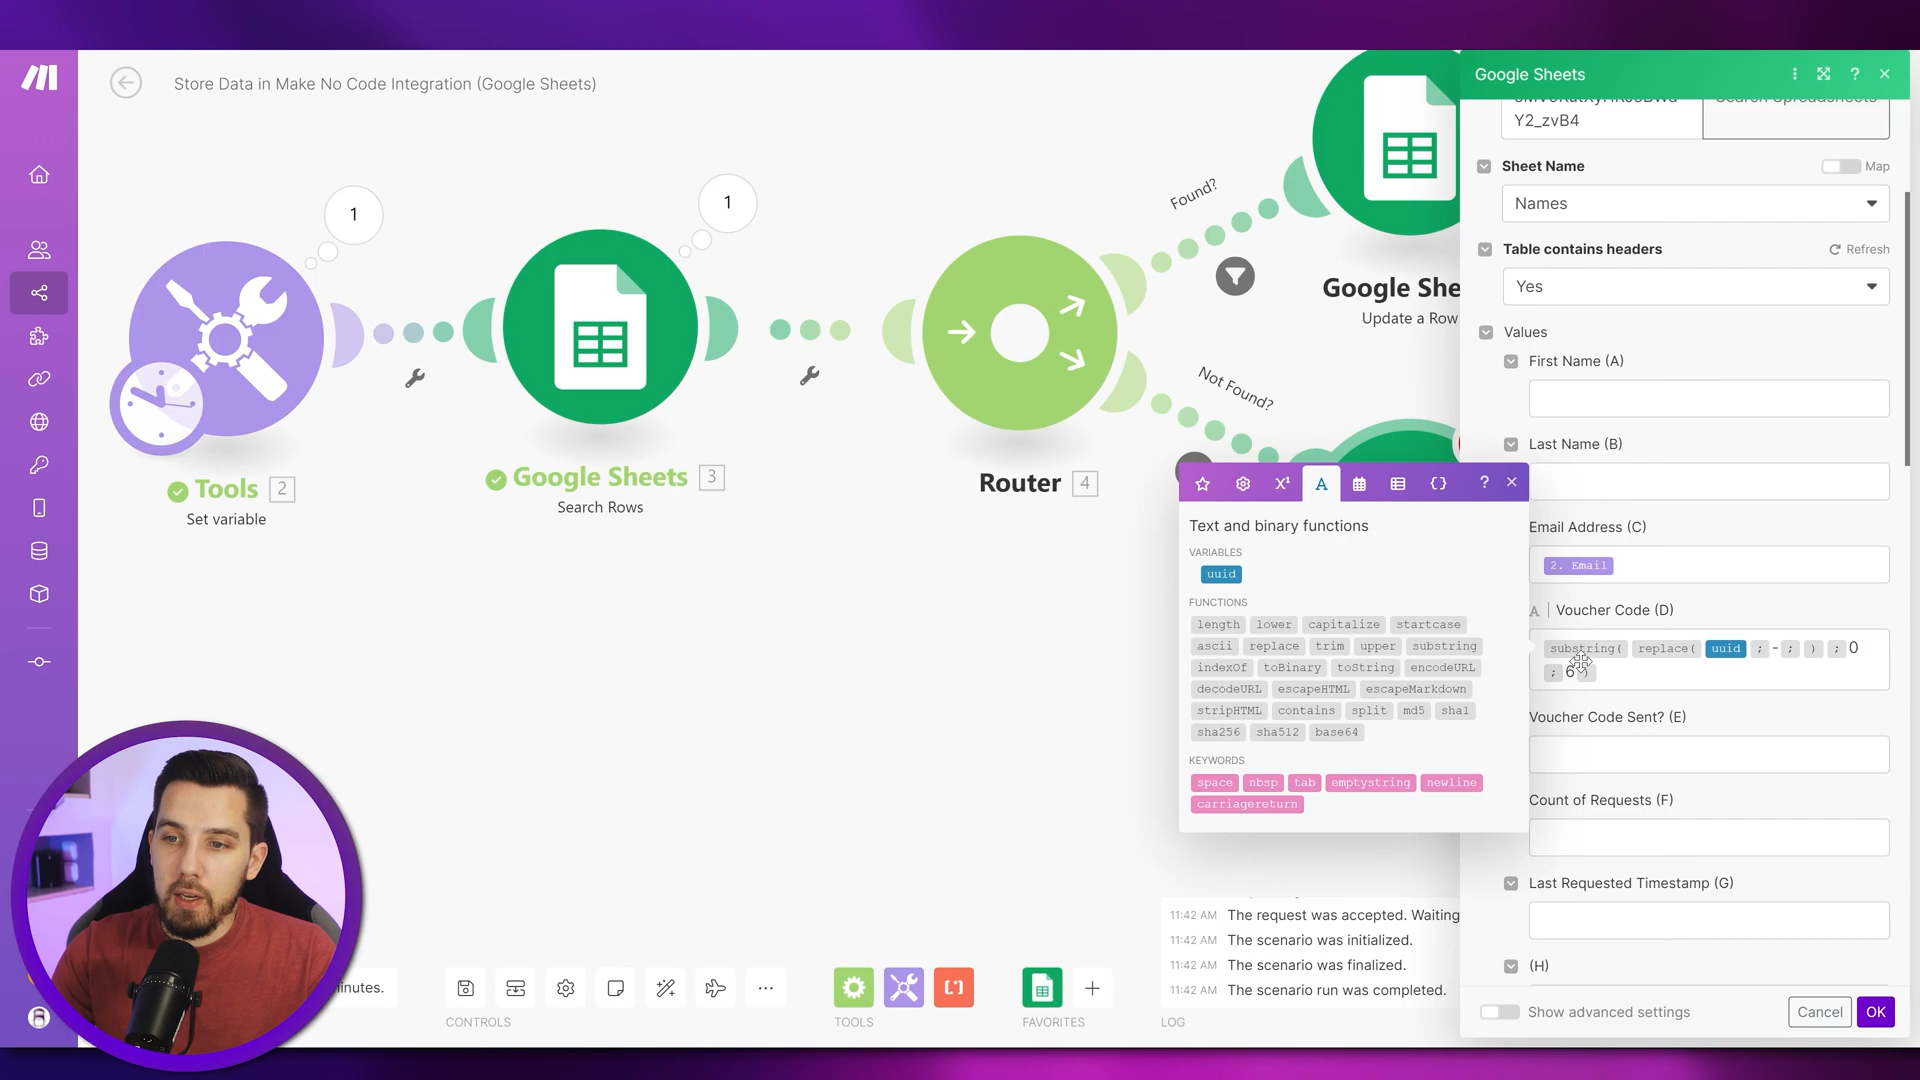 Store Data in Make No Code Integration (Google Sheets)
1
1
Tools 2
Set variable
Google Sheets 3
Search Rows
Router 4
Found?
Not Found?
Google She
Update a Row
Text and binary functions
VARIABLES
uuid
FUNCTIONS
length lower capitalize startcase
ascii replace trim upper substring
indexOf toBinary toString encodeURL
decodeURL escapeHTML escapeMarkdown
stripHTML contains split md5 sha1
sha256 sha512 base64
KEYWORDS
space nbsp tab emptystring newline
carriagereturn
Google Sheets
Y2_zvB4
Search Spreadsheets
Sheet Name
Map
Names
Table contains headers
Refresh
Yes
Values
First Name (A)
Last Name (B)
Email Address (C)
2. Email
A | Voucher Code (D)
substring( replace( uuid ; - ; ) ; 0
; 6 )
Voucher Code Sent? (E)
Count of Requests (F)
Last Requested Timestamp (G)
(H)
Show advanced settings
Cancel
OK
11:42 AM The request was accepted. Waiting
11:42 AM The scenario was initialized.
11:42 AM The scenario was finalized.
11:42 AM The scenario run was completed.
LOG
inutes.
CONTROLS
TOOLS
FAVORITES